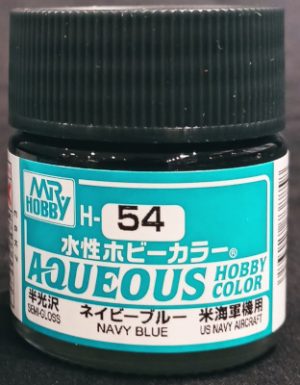 MR HOBBY
H-54
水性ホビーカラー®
AQUEOUS HOBBY COLOR
半光沢 ネイビーブルー 米海軍機用
SEMI-GLOSS NAVY BLUE US NAVY AIRCRAFT